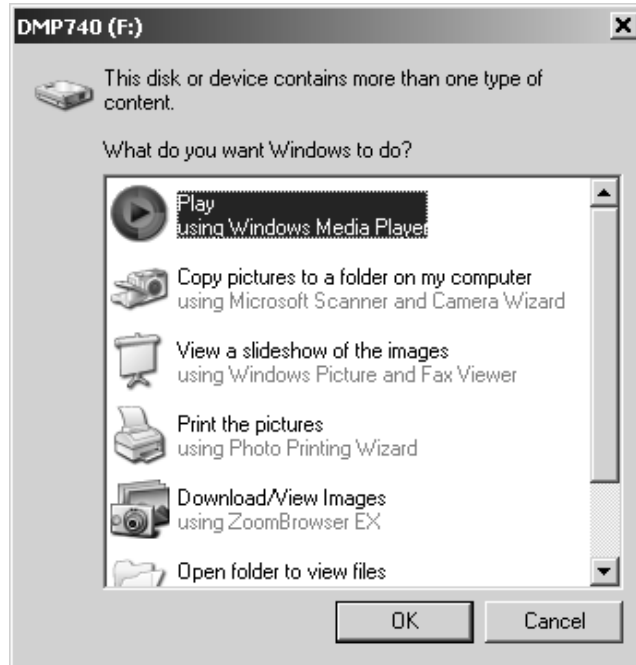 DMP740 (F:)
This disk or device contains more than one type of
content.
What do you want Windows to do?
Play
using Windows Media Player
Copy pictures to a folder on my computer
using Microsoft Scanner and Camera Wizard
View a slideshow of the images
using Windows Picture and Fax Viewer
Print the pictures
using Photo Printing Wizard
Download/View Images
using ZoomBrowser EX
Open folder to view files
OK
Cancel